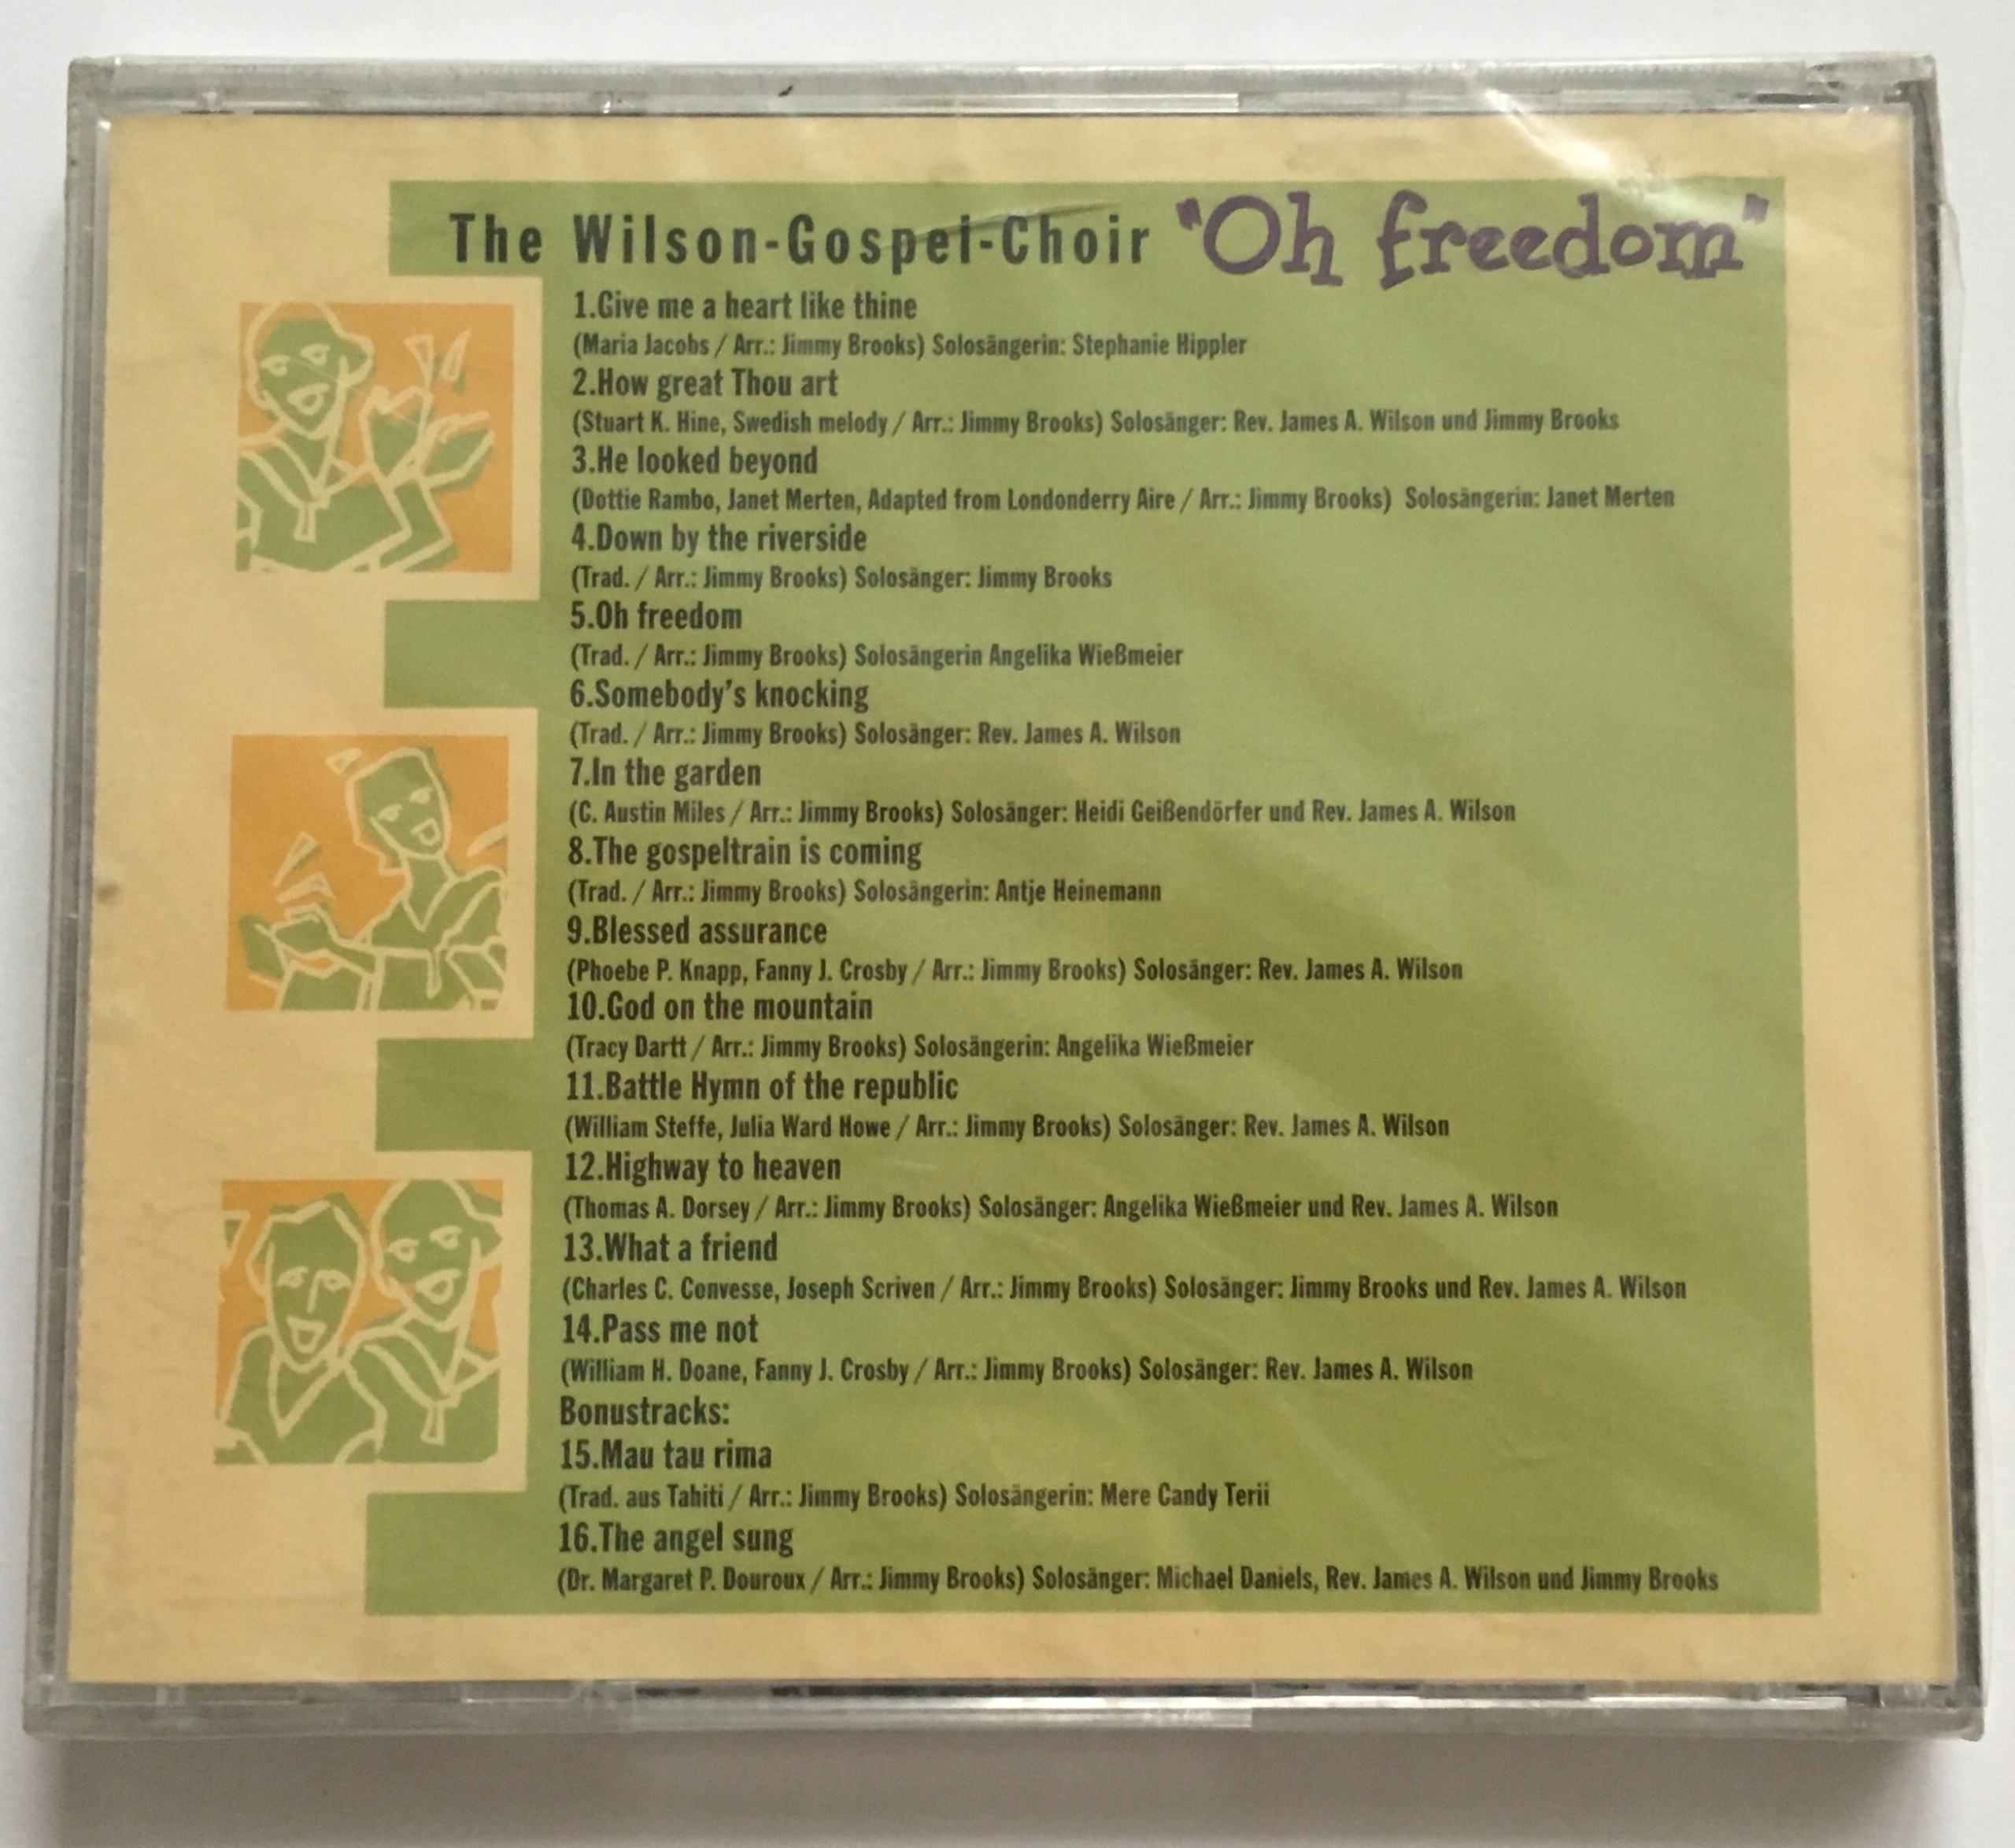 The Wilson-Gospel-Choir "Oh freedom"
1.Give me a heart like thine
(Maria Jacobs / Arr.: Jimmy Brooks) Solosängerin: Stephanie Hippler
2.How great Thou art
(Stuart K. Hine, Swedish melody / Arr.: Jimmy Brooks) Solosänger: Rev. James A. Wilson und Jimmy Brooks
3.He looked beyond
(Dottie Rambo, Janet Merten, Adapted from Londonderry Aire / Arr.: Jimmy Brooks) Solosängerin: Janet Merten
4.Down by the riverside
(Trad. / Arr.: Jimmy Brooks) Solosänger: Jimmy Brooks
5.Oh freedom
(Trad. / Arr.: Jimmy Brooks) Solosängerin Angelika Wießmeier
6.Somebody's knocking
(Trad. / Arr.: Jimmy Brooks) Solosänger: Rev. James A. Wilson
7.In the garden
(C. Austin Miles / Arr.: Jimmy Brooks) Solosänger: Heidi Geißendörfer und Rev. James A. Wilson
8.The gospeltrain is coming
(Trad. / Arr.: Jimmy Brooks) Solosängerin: Antje Heinemann
9.Blessed assurance
(Phoebe P. Knapp, Fanny J. Crosby / Arr.: Jimmy Brooks) Solosänger: Rev. James A. Wilson
10.God on the mountain
(Tracy Dartt / Arr.: Jimmy Brooks) Solosängerin: Angelika Wießmeier
11.Battle Hymn of the republic
(William Steffe, Julia Ward Howe / Arr.: Jimmy Brooks) Solosänger: Rev. James A. Wilson
12.Highway to heaven
(Thomas A. Dorsey / Arr.: Jimmy Brooks) Solosänger: Angelika Wießmeier und Rev. James A. Wilson
13.What a friend
(Charles C. Convesse, Joseph Scriven / Arr.: Jimmy Brooks) Solosänger: Jimmy Brooks und Rev. James A. Wilson
14.Pass me not
(William H. Doane, Fanny J. Crosby / Arr.: Jimmy Brooks) Solosänger: Rev. James A. Wilson
Bonustracks:
15.Mau tau rima
(Trad. aus Tahiti / Arr.: Jimmy Brooks) Solosängerin: Mere Candy Terii
16.The angel sung
(Dr. Margaret P. Douroux / Arr.: Jimmy Brooks) Solosänger: Michael Daniels, Rev. James A. Wilson und Jimmy Brooks